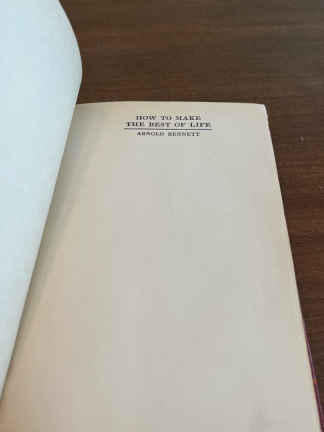 HOW TO MAKE
THE BEST OF LIFE
ARNOLD BENNETT